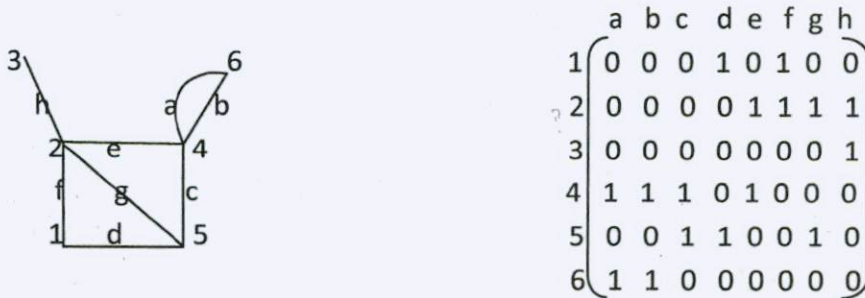 3 6
h a b
2 e 4
f g c
1 d 5
a b c d e f g h
1 0 0 0 1 0 1 0 0
2 0 0 0 0 1 1 1 1
3 0 0 0 0 0 0 0 1
4 1 1 1 0 1 0 0 0
5 0 0 1 1 0 0 1 0
6 1 1 0 0 0 0 0 0